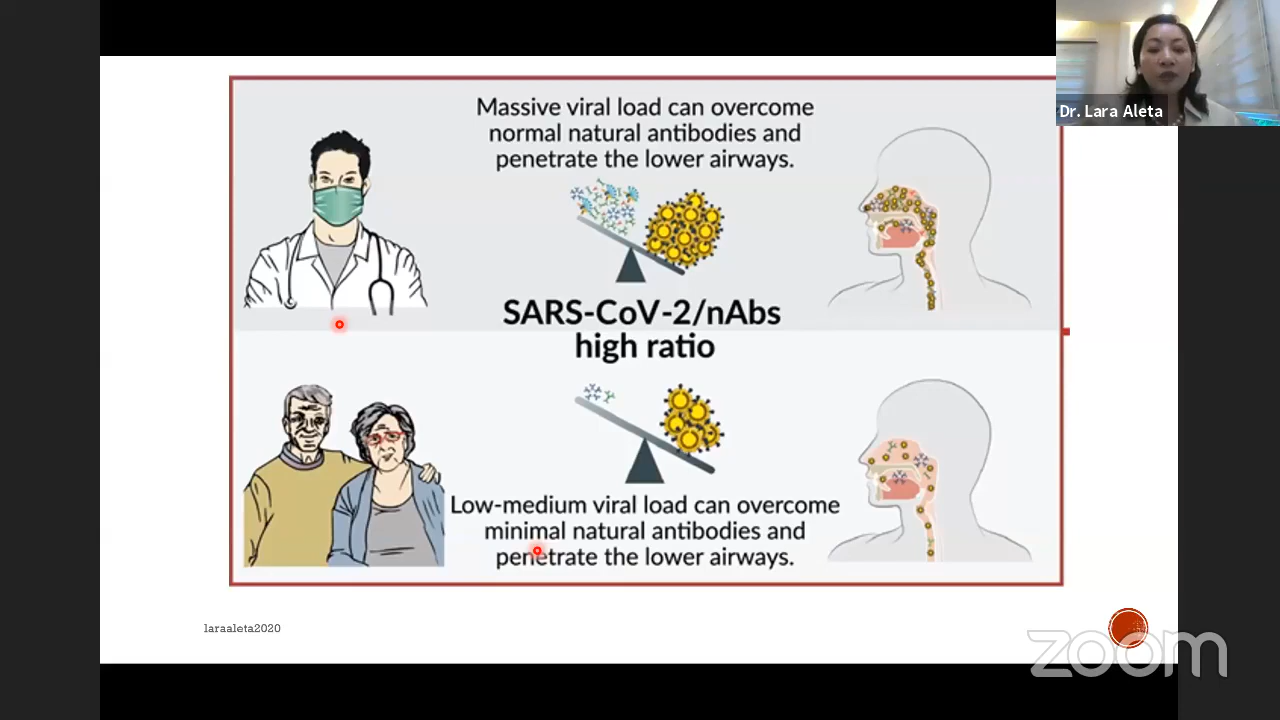 Massive viral load can overcome
normal natural antibodies and
penetrate the lower airways.
Dr. Lara Aleta
SARS-CoV-2/nAbs
high ratio
Low-medium viral load can overcome
minimal natural antibodies and
penetrate the lower airways.
laraaleta2020
zoom